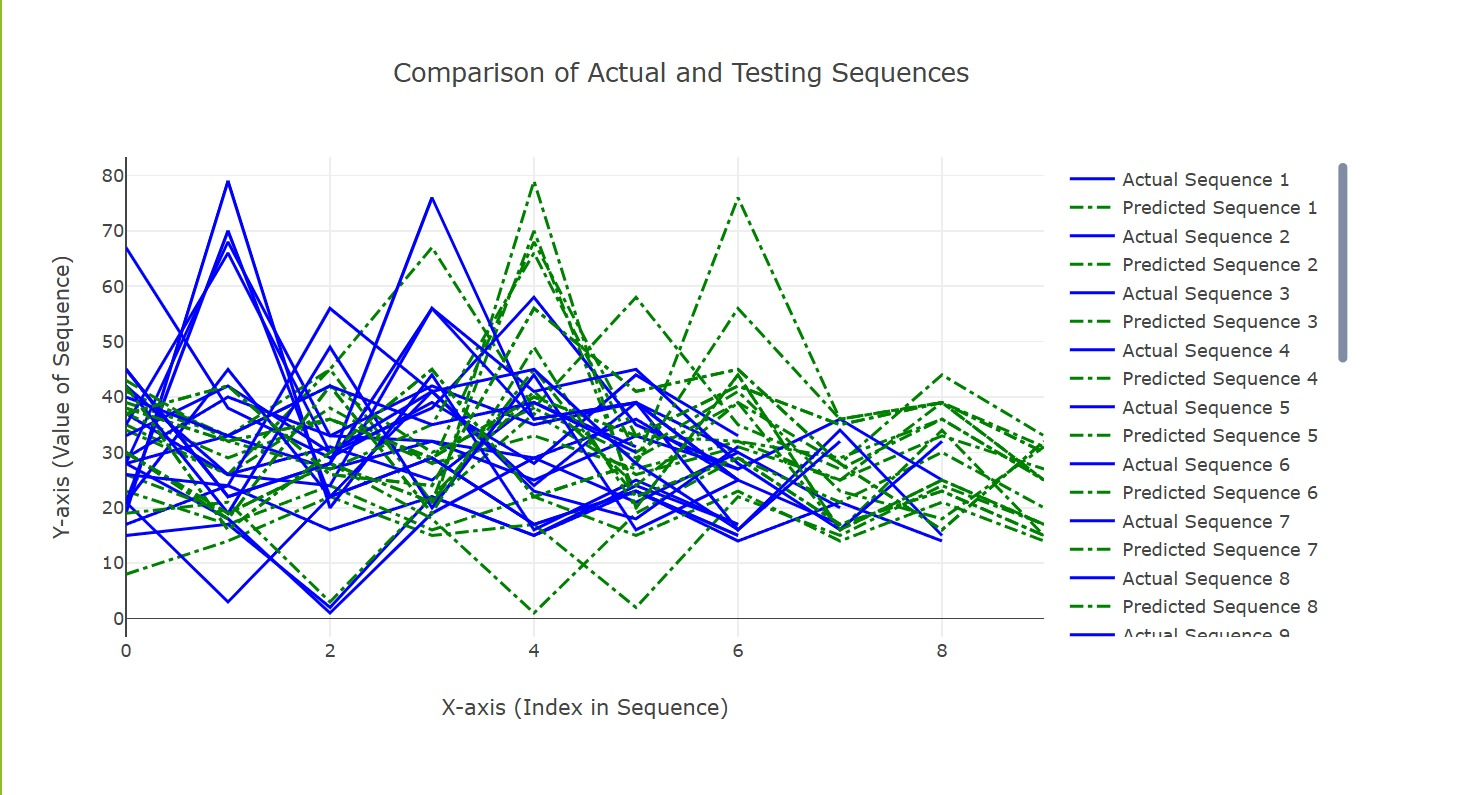 Comparison of Actual and Testing Sequences
Y-axis (Value of Sequence)
80
70
60
50
40
30
20
10
0
0 2 4 6 8
X-axis (Index in Sequence)
Actual Sequence 1
Predicted Sequence 1
Actual Sequence 2
Predicted Sequence 2
Actual Sequence 3
Predicted Sequence 3
Actual Sequence 4
Predicted Sequence 4
Actual Sequence 5
Predicted Sequence 5
Actual Sequence 6
Predicted Sequence 6
Actual Sequence 7
Predicted Sequence 7
Actual Sequence 8
Predicted Sequence 8
Actual Sequence 9